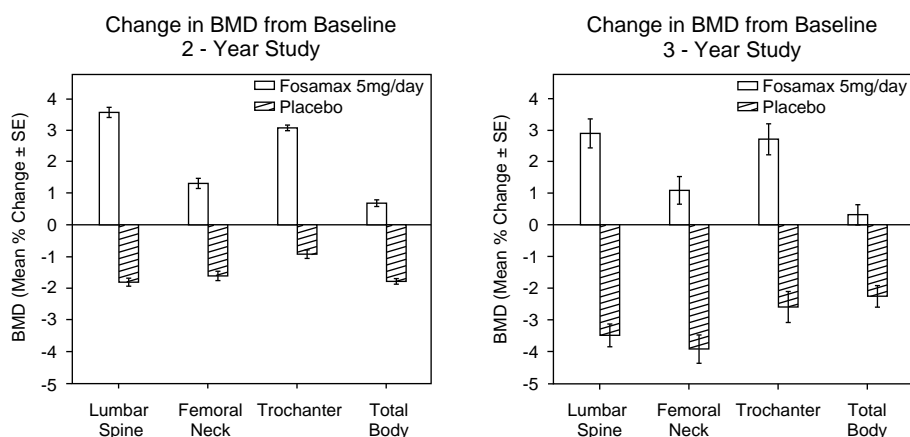 Change in BMD from Baseline
2 - Year Study
Fosamax 5mg/day
Placebo
BMD (Mean % Change ± SE)
4
3
2
1
0
-1
-2
-3
-4
-5
Lumbar Spine
Femoral Neck
Trochanter
Total Body
Change in BMD from Baseline
3 - Year Study
Fosamax 5mg/day
Placebo
BMD (Mean % Change ± SE)
4
3
2
1
0
-1
-2
-3
-4
-5
Lumbar Spine
Femoral Neck
Trochanter
Total Body